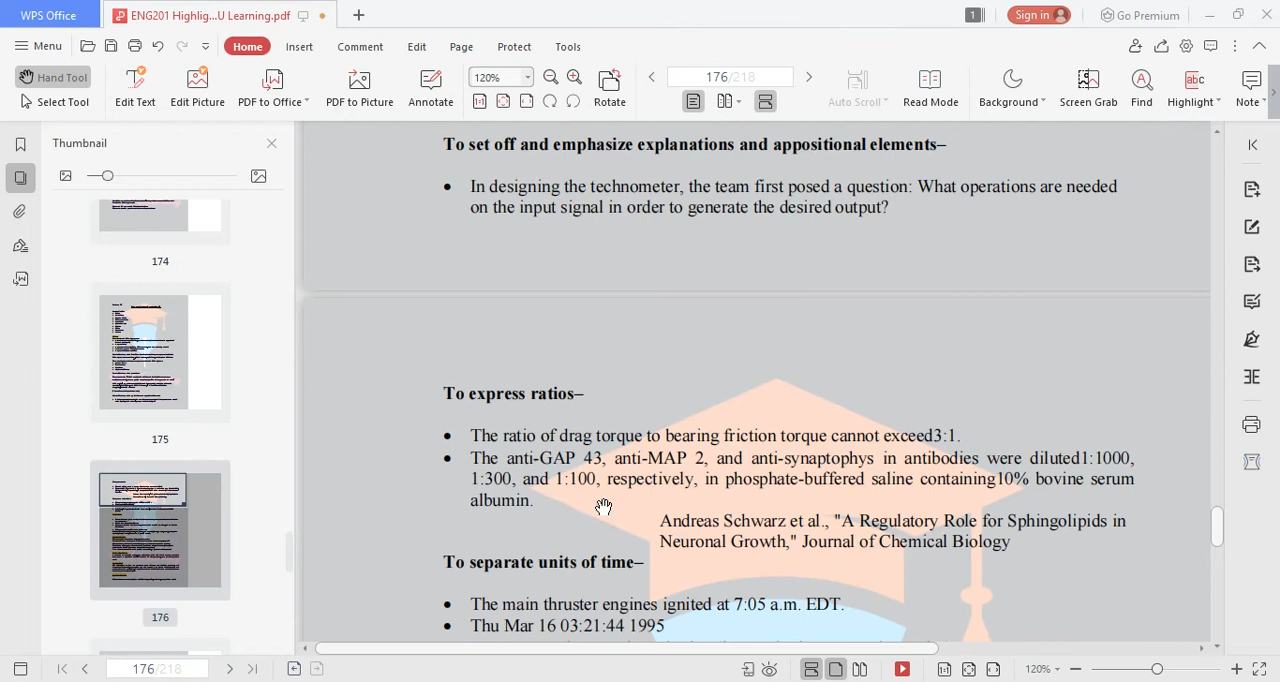 WPS Office
ENG201 Highlig...U Learning.pdf
1
Sign in
Go Premium
Menu
Home
Insert
Comment
Edit
Page
Protect
Tools
Hand Tool
Select Tool
Edit Text
Edit Picture
PDF to Office
PDF to Picture
Annotate
120%
Rotate
176/218
Auto Scroll
Read Mode
Background
Screen Grab
Find
Highlight
Note
Thumbnail
174
175
176
To set off and emphasize explanations and appositional elements–
• In designing the technometer, the team first posed a question: What operations are needed
on the input signal in order to generate the desired output?
To express ratios–
• The ratio of drag torque to bearing friction torque cannot exceed3:1.
• The anti-GAP 43, anti-MAP 2, and anti-synaptophys in antibodies were diluted1:1000,
1:300, and 1:100, respectively, in phosphate-buffered saline containing10% bovine serum
albumin.
Andreas Schwarz et al., "A Regulatory Role for Sphingolipids in
Neuronal Growth," Journal of Chemical Biology
To separate units of time–
• The main thruster engines ignited at 7:05 a.m. EDT.
• Thu Mar 16 03:21:44 1995
176/218
120%